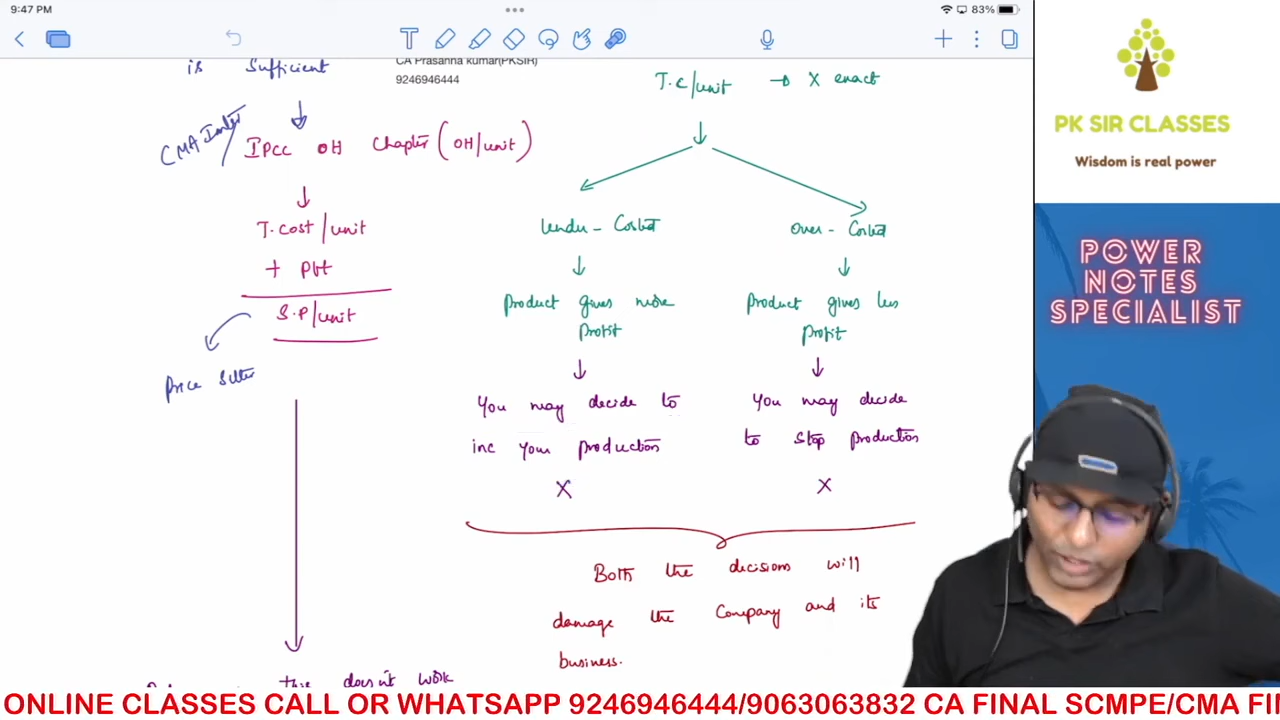 9:47 PM
83%
T
is Sufficient
CA Prasanna kumar(PKSIR)
9246946444
CMA Inter / IPCC OH Chapter (OH/unit)
T.cost/unit
+ Pbt
S.P/unit
Price Setter
T.C/unit → X exact
Under - Costed
Product gives more
Profit
You may decide to
inc your production
X
Over - Costed
Product gives less
Profit
You may decide
to stop production
X
Both the decisions will
damage the Company and its
business.
this doesn't work
PK SIR CLASSES
Wisdom is real power
POWER
NOTES
SPECIALIST
ONLINE CLASSES CALL OR WHATSAPP 9246946444/9063063832 CA FINAL SCMPE/CMA FI